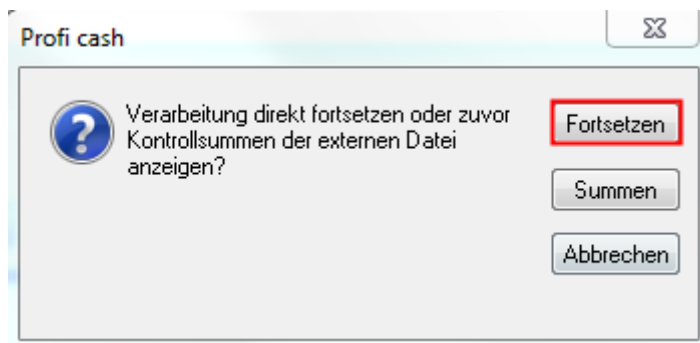 Profi cash
Verarbeitung direkt fortsetzen oder zuvor
Kontrollsummen der externen Datei
anzeigen?
Fortsetzen
Summen
Abbrechen